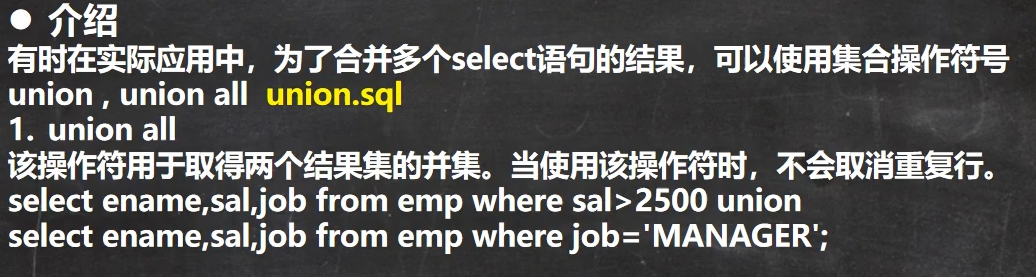 ● 介绍
有时在实际应用中，为了合并多个select语句的结果，可以使用集合操作符号
union , union all union.sql
1. union all
该操作符用于取得两个结果集的并集。当使用该操作符时，不会取消重复行。
select ename,sal,job from emp where sal>2500 union
select ename,sal,job from emp where job='MANAGER';